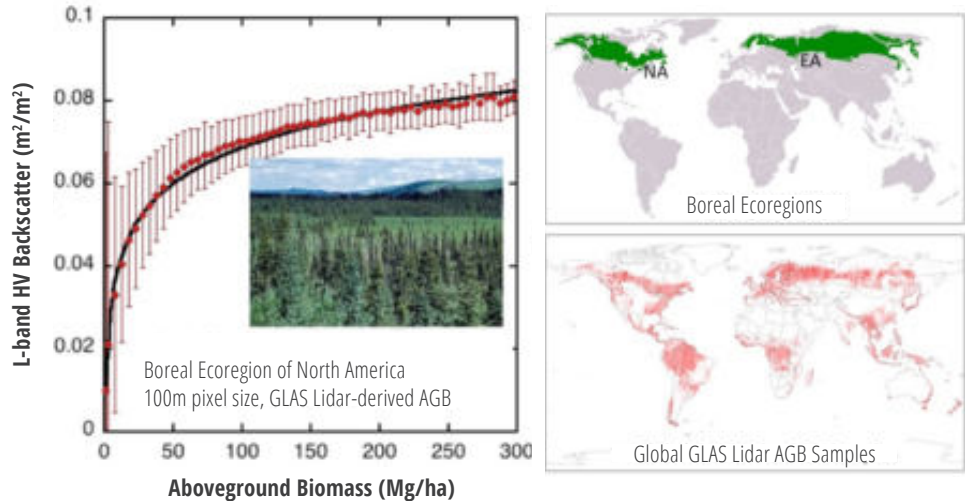 L-band HV Backscatter (m²/m²)
0.1
0.08
0.06
0.04
0.02
0
Boreal Ecoregion of North America
100m pixel size, GLAS Lidar-derived AGB
0 50 100 150 200 250 300
Aboveground Biomass (Mg/ha)
NA
EA
Boreal Ecoregions
Global GLAS Lidar AGB Samples